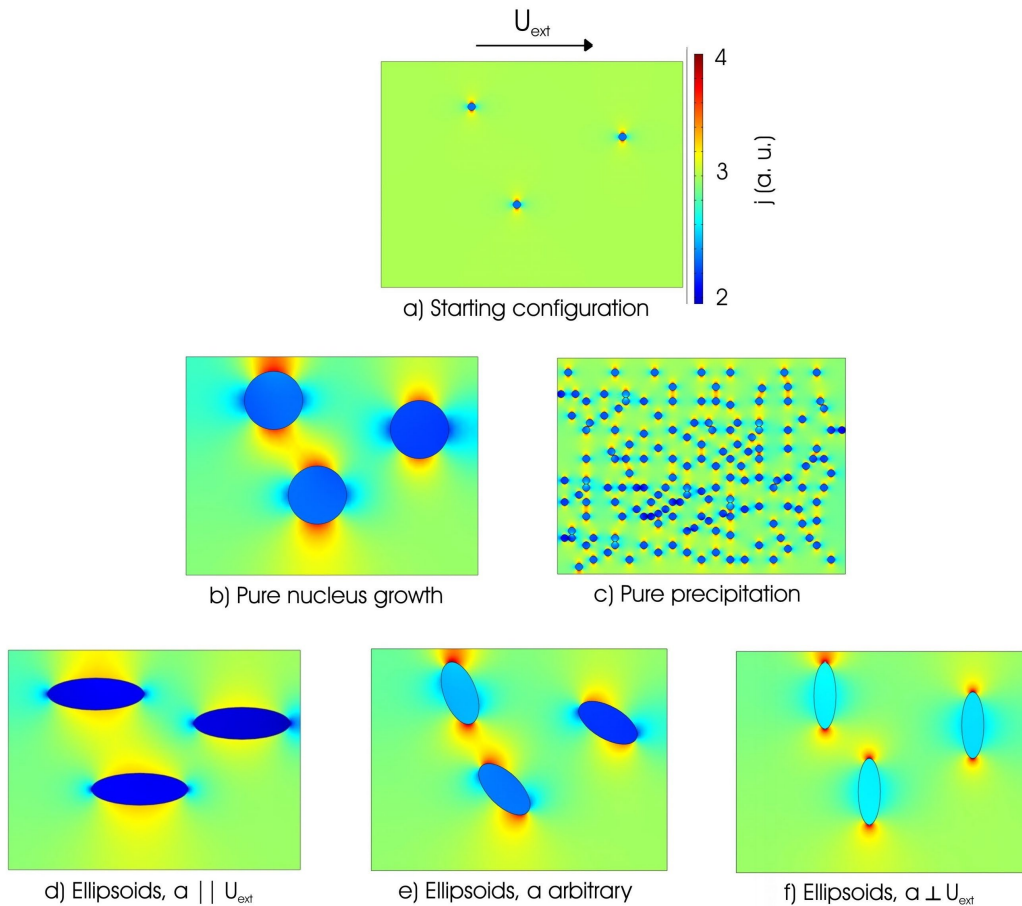 U_ext
4
3
2
j (a. u.)
a) Starting configuration
b) Pure nucleus growth
c) Pure precipitation
d) Ellipsoids, a || U_ext
e) Ellipsoids, a arbitrary
f) Ellipsoids, a ⊥ U_ext